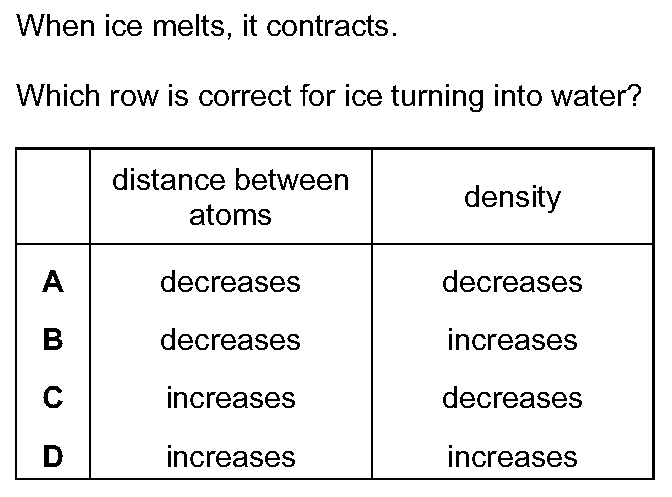 When ice melts, it contracts.
Which row is correct for ice turning into water?
distance between atoms density
A decreases decreases
B decreases increases
C increases decreases
D increases increases